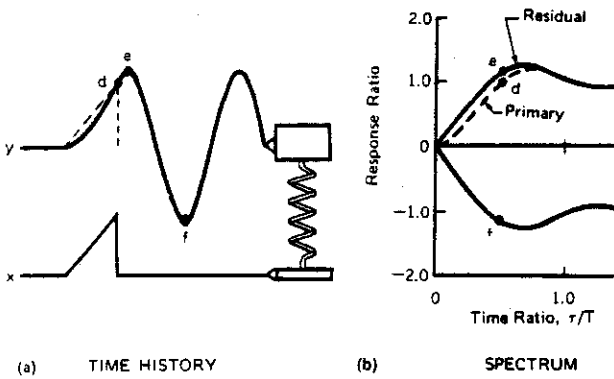 e
d
y
f
x
(a) TIME HISTORY
Response Ratio
2.0
1.0
0
-1.0
-2.0
Residual
e
d
Primary
f
0
1.0
Time Ratio, τ/T
(b) SPECTRUM